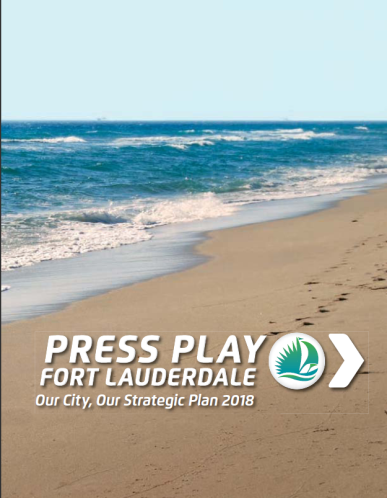 PRESS PLAY
FORT LAUDERDALE
Our City, Our Strategic Plan 2018